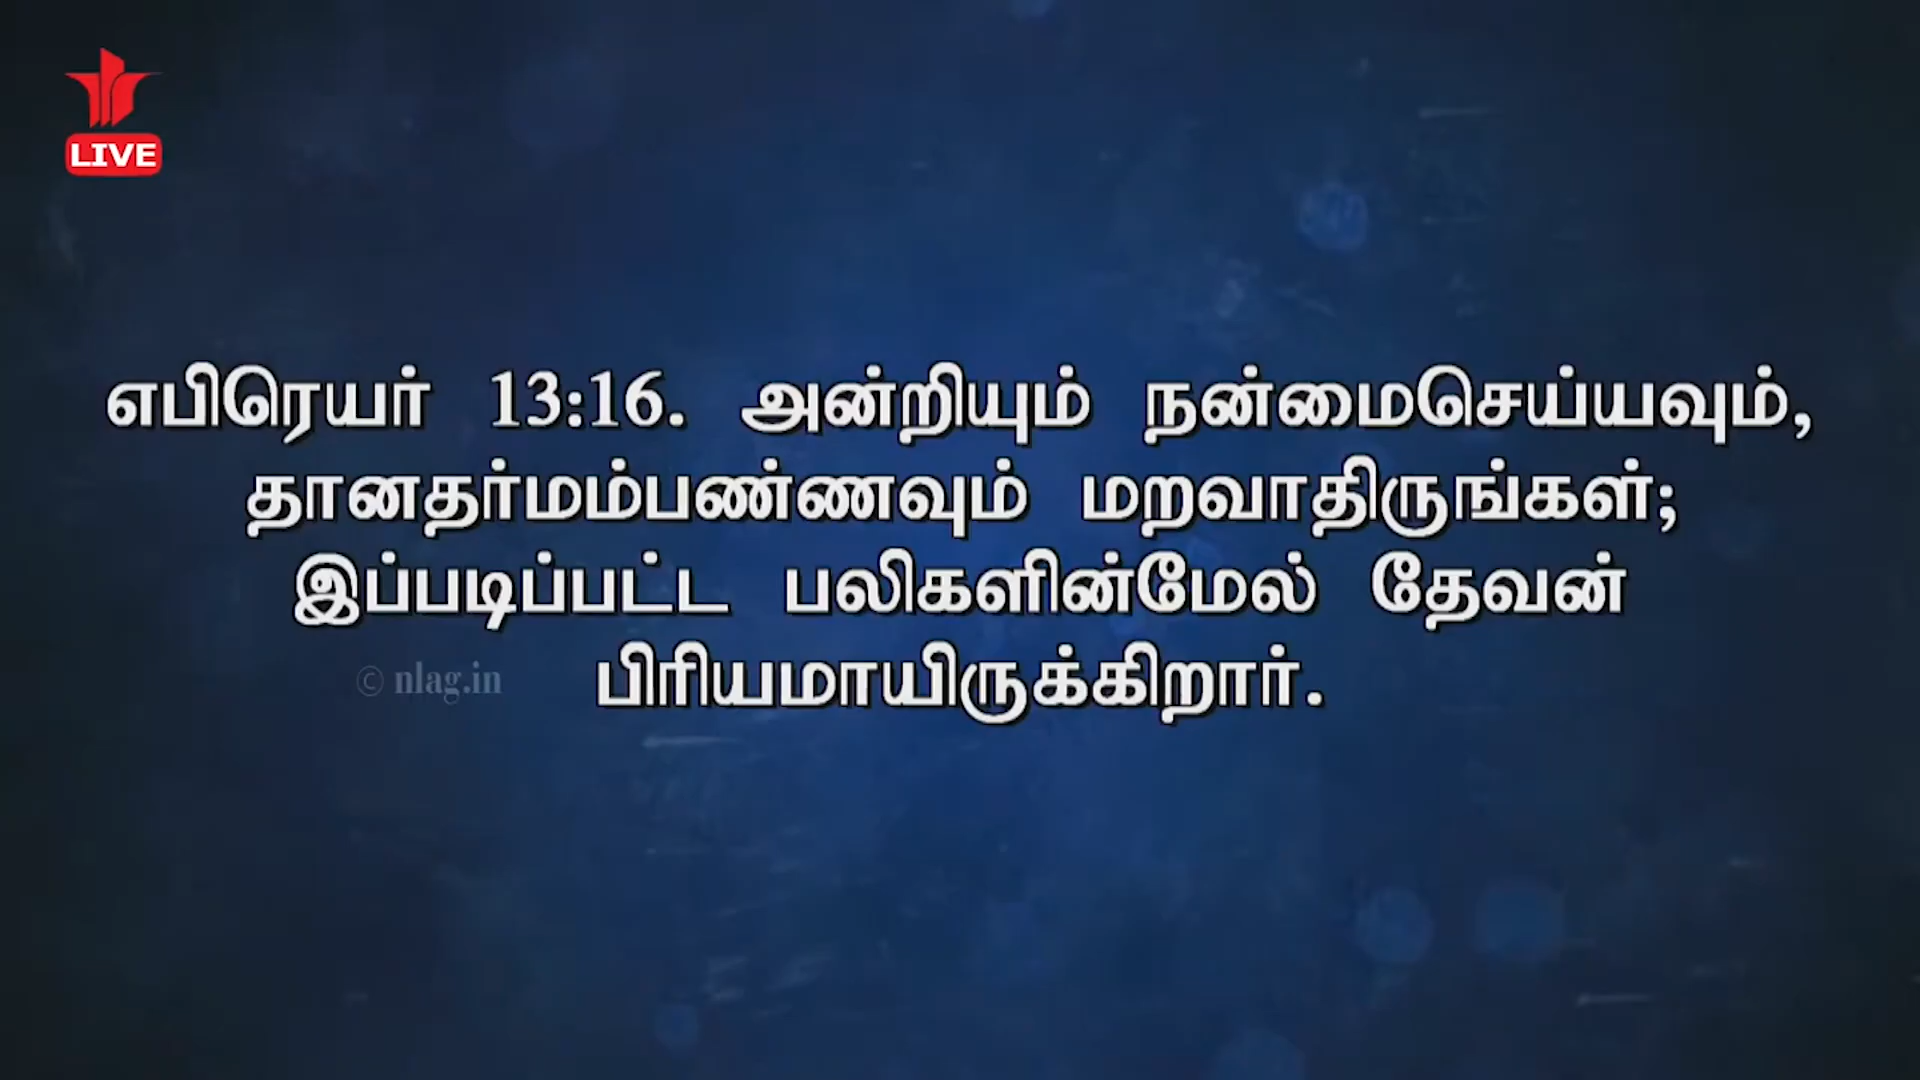 LIVE
எபிரெயர் 13:16. அன்றியும் நன்மைசெய்யவும்,
தானதர்மம்பண்ணவும் மறவாதிருங்கள்;
இப்படிப்பட்ட பலிகளின்மேல் தேவன்
பிரியமாயிருக்கிறார்.
© nlag.in